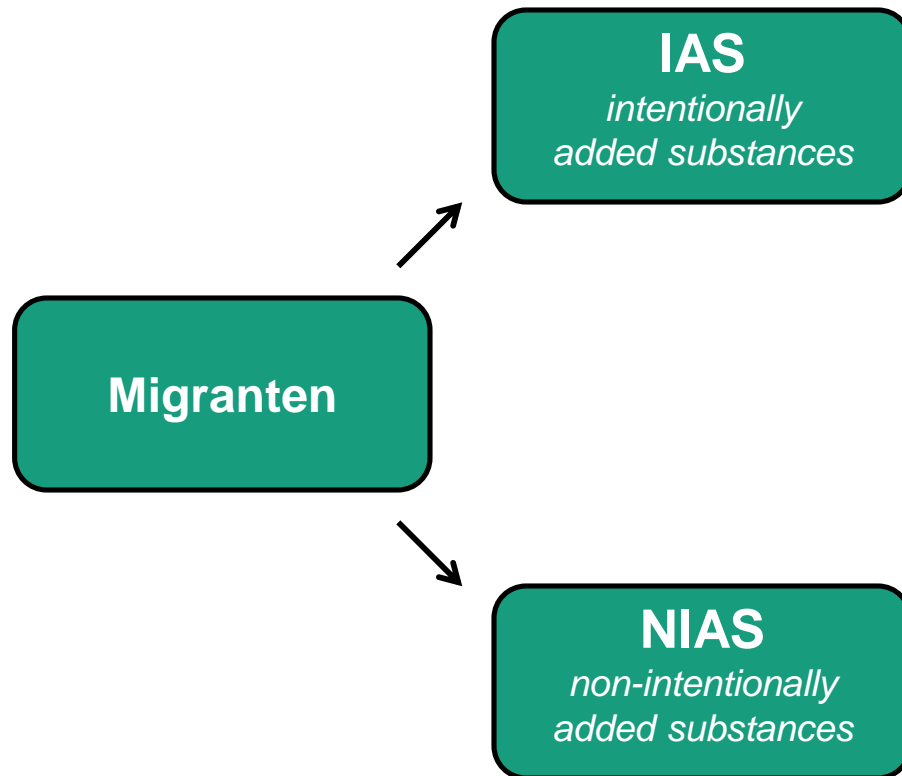 IAS
intentionally
added substances
Migranten
NIAS
non-intentionally
added substances